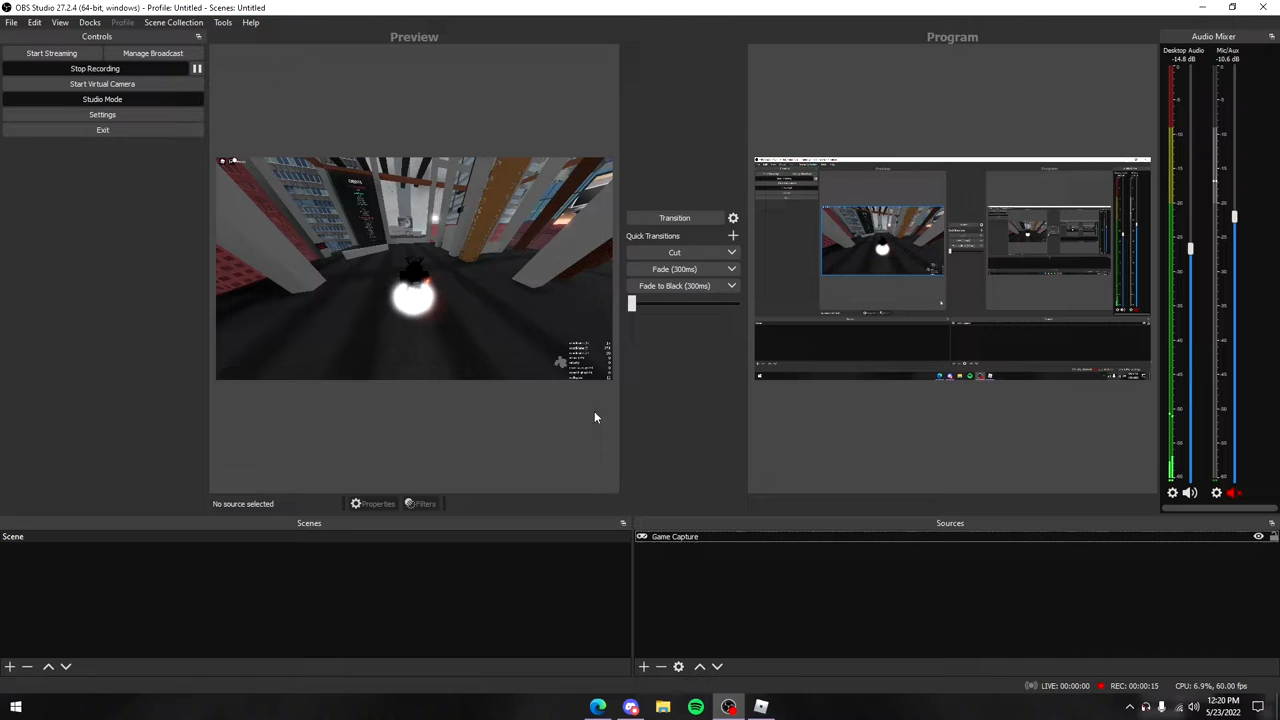 OBS Studio 27.2.4 (64-bit, windows) - Profile: Untitled - Scenes: Untitled
File Edit View Docks Profile Scene Collection Tools Help
Controls
Start Streaming
Manage Broadcast
Stop Recording
Start Virtual Camera
Studio Mode
Settings
Exit
Preview
Transition
Quick Transitions
Cut
Fade (300ms)
Fade to Black (300ms)
Program
Audio Mixer
Desktop Audio
-14.8 dB
Mic/Aux
-10.6 dB
No source selected
Properties
Filters
Scenes
Scene
Sources
Game Capture
LIVE: 00:00:00
REC: 00:00:15
CPU: 6.9%, 60.00 fps
12:20 PM
5/23/2022